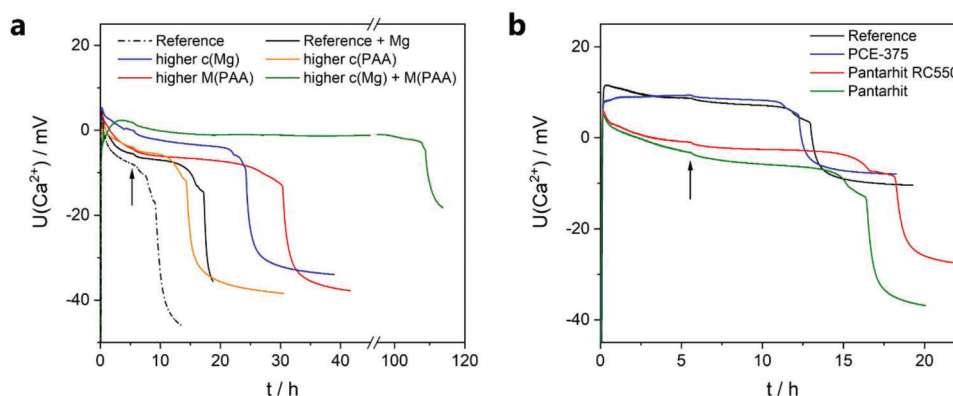 a
Reference
Reference + Mg
higher c(Mg)
higher c(PAA)
higher M(PAA)
higher c(Mg) + M(PAA)
U(Ca²⁺) / mV
20
0
-20
-40
0
10
20
30
40
100
120
t / h
b
Reference
PCE-375
Pantarhit RC550
Pantarhit
U(Ca²⁺) / mV
20
0
-20
-40
0
5
10
15
20
t / h